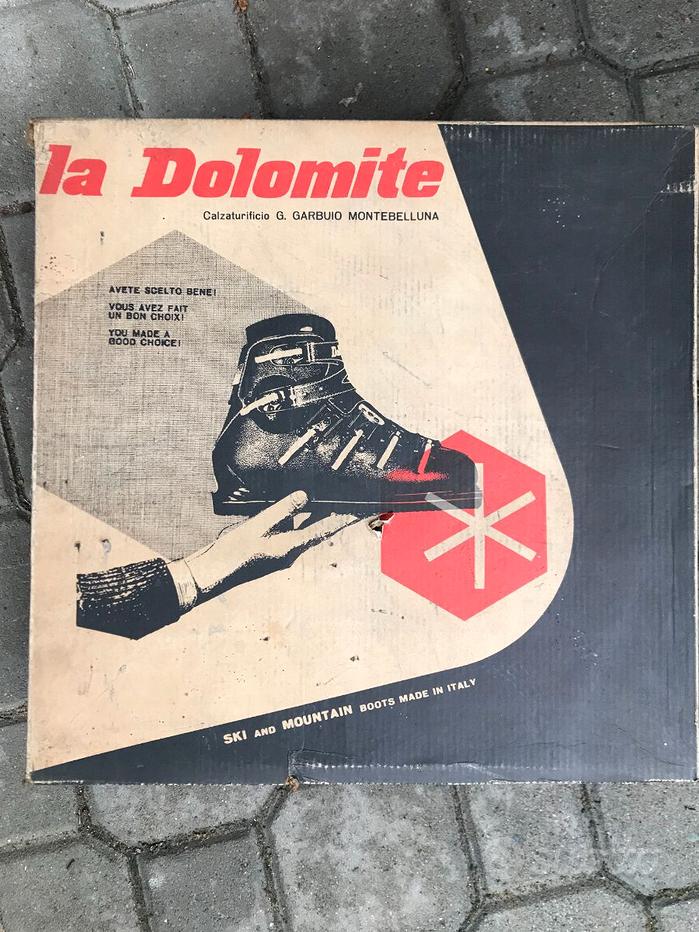 la Dolomite
Calzaturificio G. GARBUIO MONTEBELLUNA
AVETE SCELTO BENE!
VOUS AVEZ FAIT
UN BON CHOIX!
YOU MADE A
GOOD CHOICE!
SKI AND MOUNTAIN BOOTS MADE IN ITALY